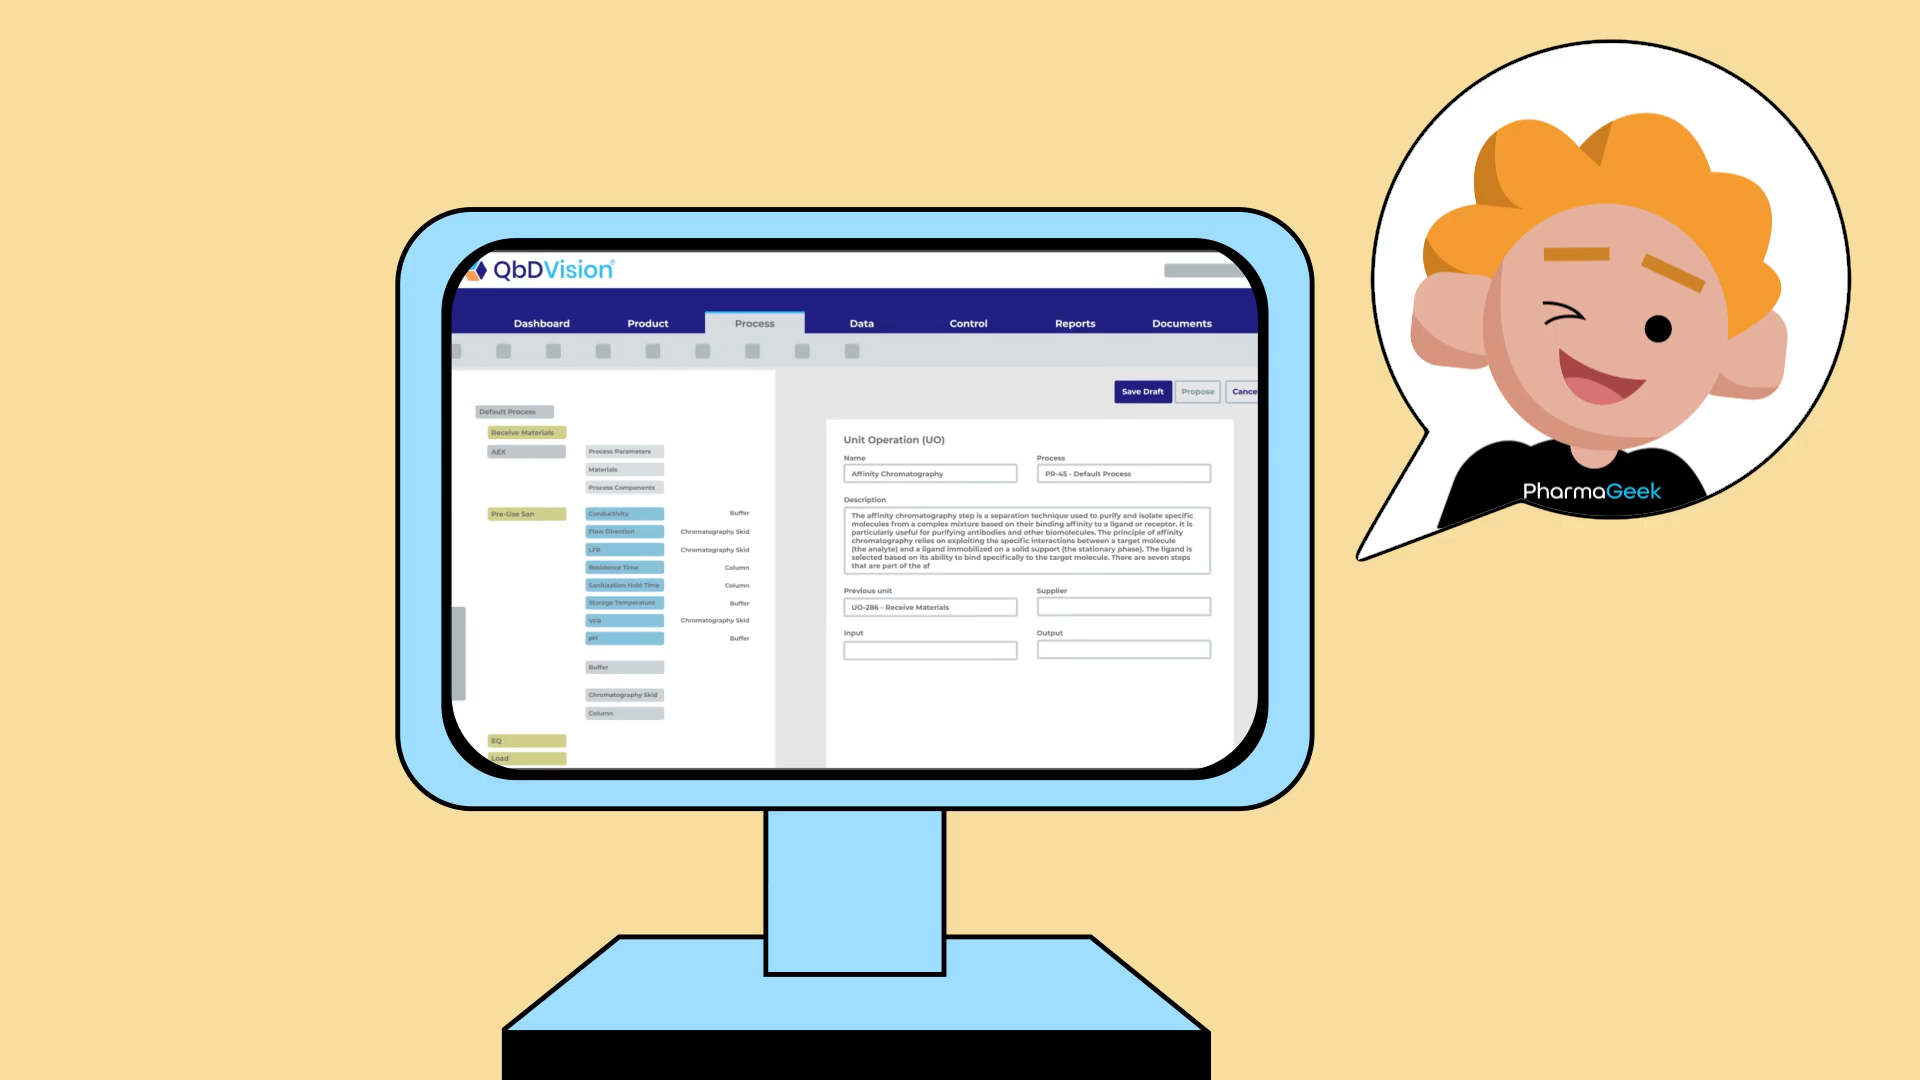 QbDVision®
Dashboard Product Process Data Control Reports Documents
Save Draft Propose Cance
Default Process
Receive Materials
AEX
Process Parameters
Materials
Process Components
Pre-Use San
Conductivity Buffer
Flow Direction Chromatography Skid
LFR Chromatography Skid
Residence Time Column
Sanitization Hold Time Column
Storage Temperature Buffer
VFR Chromatography Skid
pH Buffer
Buffer
Chromatography Skid
Column
EQ
Load
Unit Operation (UO)
Name Process
Affinity Chromatography PR-45 - Default Process
Description
The affinity chromatography step is a separation technique used to purify and isolate specific
molecules from a complex mixture based on their binding affinity to a ligand or receptor. It is
particularly useful for purifying antibodies and other biomolecules. The principle of affinity
chromatography relies on exploiting the specific interactions between a target molecule
(the analyte) and a ligand immobilized on a solid support (the stationary phase). The ligand is
selected based on its ability to bind specifically to the target molecule. There are seven steps
that are part of the af
Previous unit Supplier
UO-286 - Receive Materials
Input Output
PharmaGeek